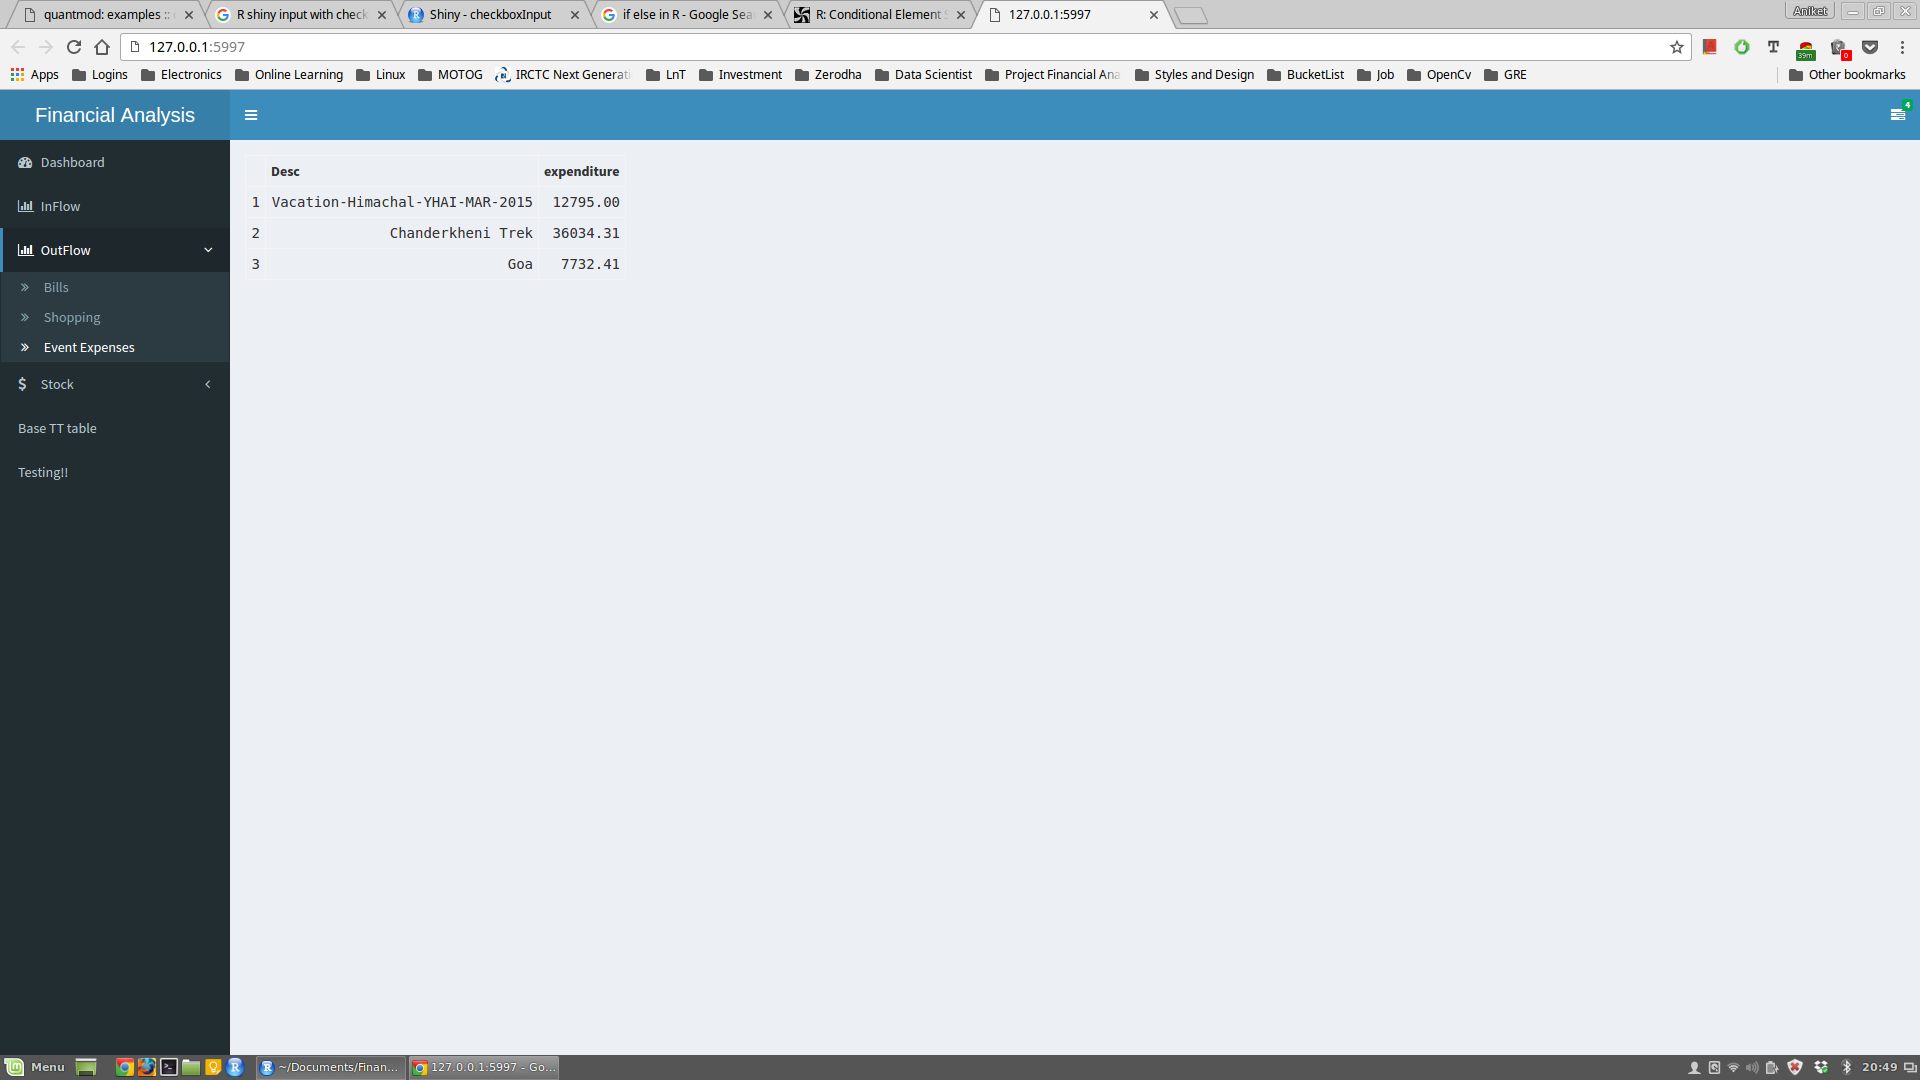 quantmod: examples ::
R shiny input with check
Shiny - checkboxInput
if else in R - Google Sea
R: Conditional Element S
127.0.0.1:5997
Aniket
127.0.0.1:5997
39m
0
Apps
Logins
Electronics
Online Learning
Linux
MOTOG
IRCTC Next Generati
LnT
Investment
Zerodha
Data Scientist
Project Financial Ana
Styles and Design
BucketList
Job
OpenCv
GRE
Other bookmarks
Financial Analysis
4
Dashboard
InFlow
OutFlow
Bills
Shopping
Event Expenses
Stock
Base TT table
Testing!!
Desc expenditure
1 Vacation-Himachal-YHAI-MAR-2015 12795.00
2 Chanderkheni Trek 36034.31
3 Goa 7732.41
Menu
~/Documents/Finan...
127.0.0.1:5997 - Go...
20:49